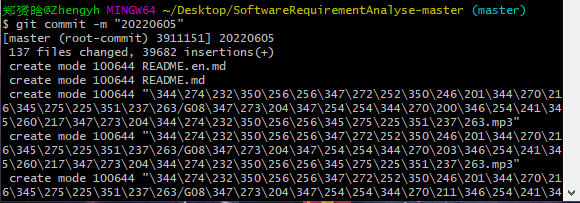 郑赟晗@Zhengyh MINGW64 ~/Desktop/SoftwareRequirementAnalyse-master (master)
$ git commit -m "20220605"
[master (root-commit) 3911151] 20220605
 137 files changed, 39682 insertions(+)
 create mode 100644 README.en.md
 create mode 100644 README.md
 create mode 100644 "\344\274\232\350\256\256\347\272\252\350\246\201\344\270\21
6\345\275\225\351\237\263/G08\347\273\204\347\254\254\344\270\200\346\254\241\34
5\260\217\347\273\204\344\274\232\350\256\256\345\275\225\351\237\263.mp3"
 create mode 100644 "\344\274\232\350\256\256\347\272\252\350\246\201\344\270\21
6\345\275\225\351\237\263/G08\347\273\204\347\254\254\344\270\203\346\254\241\34
5\260\217\347\273\204\344\274\232\350\256\256\345\275\225\351\237\263.mp3"
 create mode 100644 "\344\274\232\350\256\256\347\272\252\350\246\201\344\270\21
6\345\275\225\351\237\263/G08\347\273\204\347\254\254\344\270\211\346\254\241\34